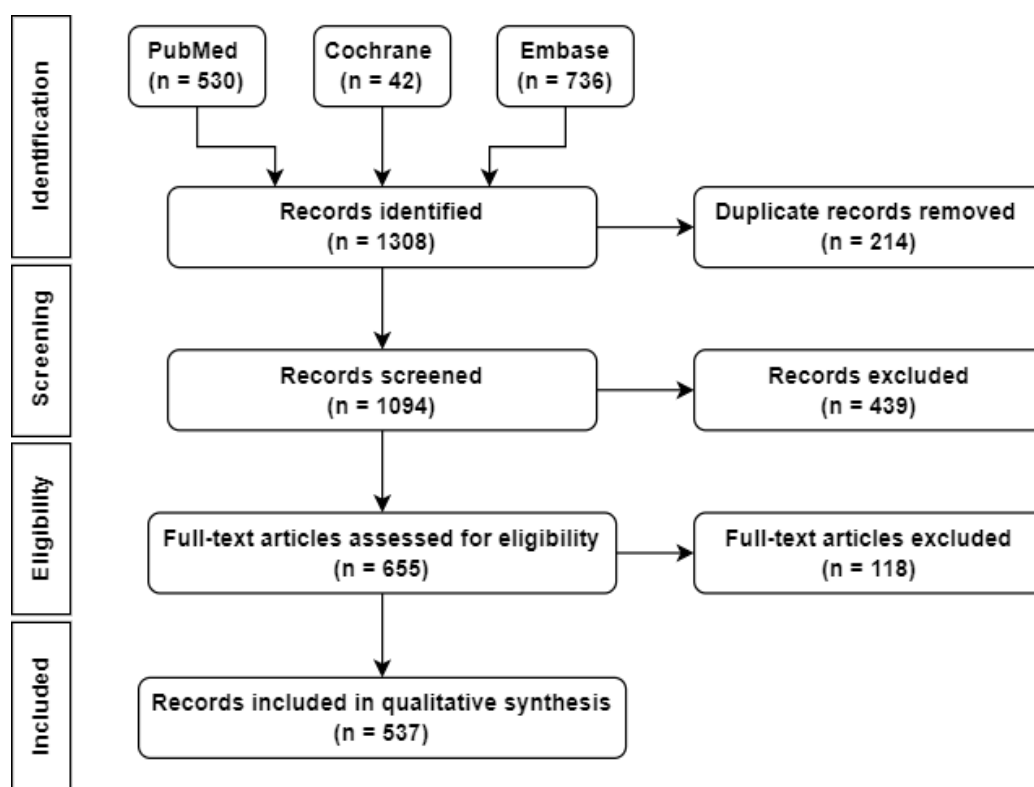 Identification
PubMed
(n = 530)
Cochrane
(n = 42)
Embase
(n = 736)
Records identified
(n = 1308)
Duplicate records removed
(n = 214)
Screening
Records screened
(n = 1094)
Records excluded
(n = 439)
Eligibility
Full-text articles assessed for eligibility
(n = 655)
Full-text articles excluded
(n = 118)
Included
Records included in qualitative synthesis
(n = 537)